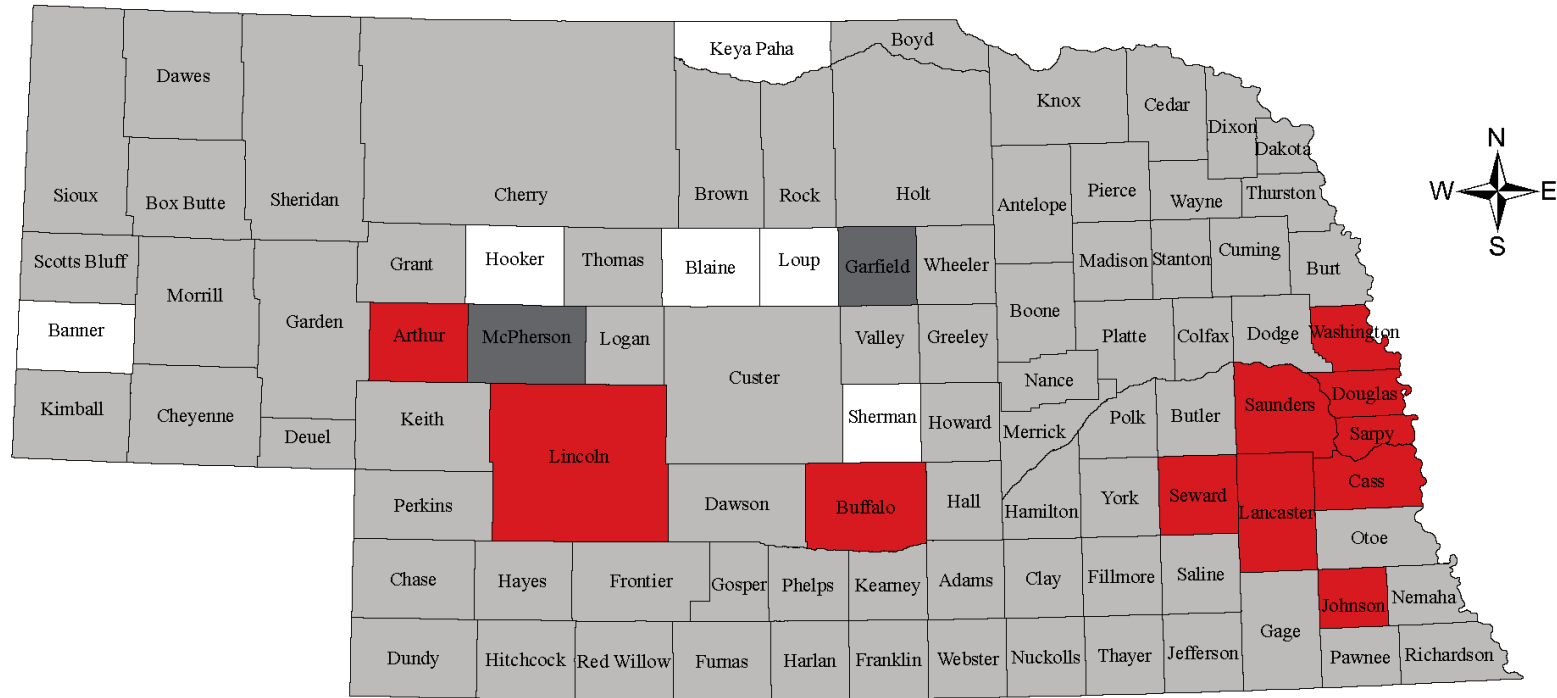 Keya Paha
Boyd
Dawes
Knox
Cedar
Dixon
Dakota
N
Sioux
Box Butte
Sheridan
Cherry
Brown
Rock
Holt
Antelope
Pierce
Wayne
Thurston
W
E
S
Scotts Bluff
Grant
Hooker
Thomas
Blaine
Loup
Garfield
Wheeler
Madison
Stanton
Cuming
Burt
Morrill
Garden
Banner
Arthur
McPherson
Logan
Valley
Greeley
Boone
Platte
Colfax
Dodge
Washington
Custer
Nance
Kimball
Cheyenne
Deuel
Keith
Sherman
Howard
Merrick
Polk
Butler
Saunders
Douglas
Sarpy
Lincoln
Perkins
Dawson
Buffalo
Hall
Hamilton
York
Seward
Lancaster
Cass
Otoe
Chase
Hayes
Frontier
Gosper
Phelps
Kearney
Adams
Clay
Fillmore
Saline
Johnson
Nemaha
Gage
Dundy
Hitchcock
Red Willow
Furnas
Harlan
Franklin
Webster
Nuckolls
Thayer
Jefferson
Pawnee
Richardson